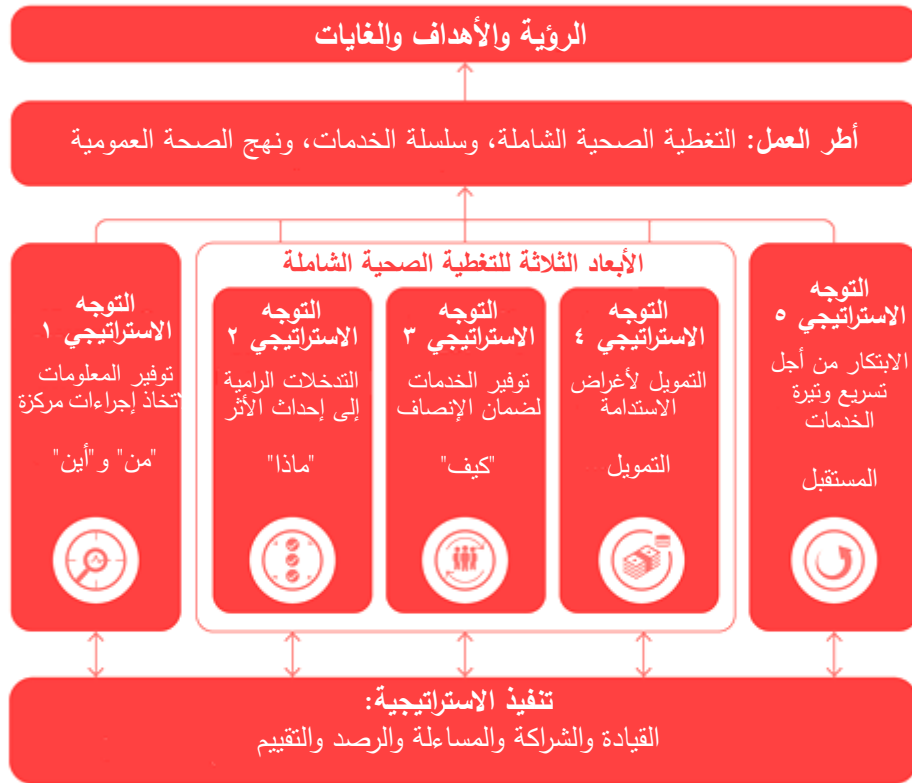 الرؤية والأهداف والغايات
أطر العمل: التغطية الصحية الشاملة، وسلسلة الخدمات، ونهج الصحة العمومية
الأبعاد الثلاثة للتغطية الصحية الشاملة
التوجه
الاستراتيجي ١
توفير المعلومات
لاتخاذ إجراءات مركزة
"من" و"أين"
التوجه
الاستراتيجي ٢
التدخلات الرامية
إلى إحداث الأثر
"ماذا"
التوجه
الاستراتيجي ٣
توفير الخدمات
لضمان الإنصاف
"كيف"
التوجه
الاستراتيجي ٤
التمويل لأغراض
الاستدامة
التمويل
التوجه
الاستراتيجي ٥
الابتكار من أجل
تسريع وتيرة
الخدمات
المستقبل
تنفيذ الاستراتيجية:
القيادة والشراكة والمساءلة والرصد والتقييم